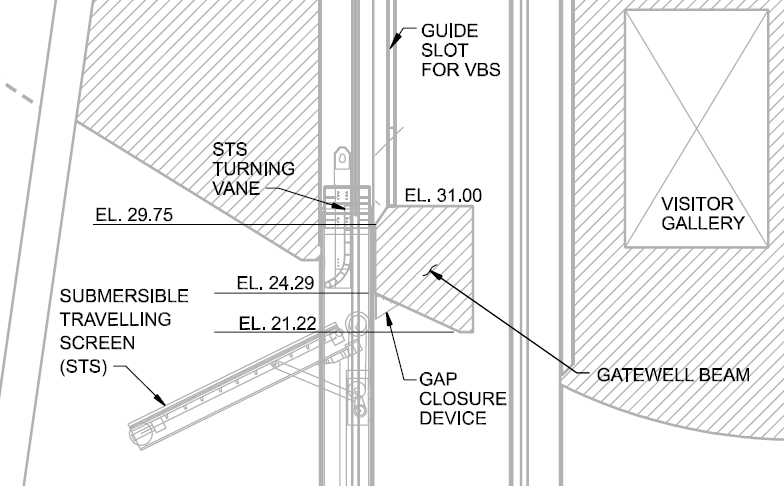 GUIDE
SLOT
FOR VBS
STS
TURNING
VANE
EL. 31.00
EL. 29.75
VISITOR
GALLERY
EL. 24.29
SUBMERSIBLE
TRAVELLING
SCREEN
(STS)
EL. 21.22
GAP
CLOSURE
DEVICE
GATEWELL BEAM